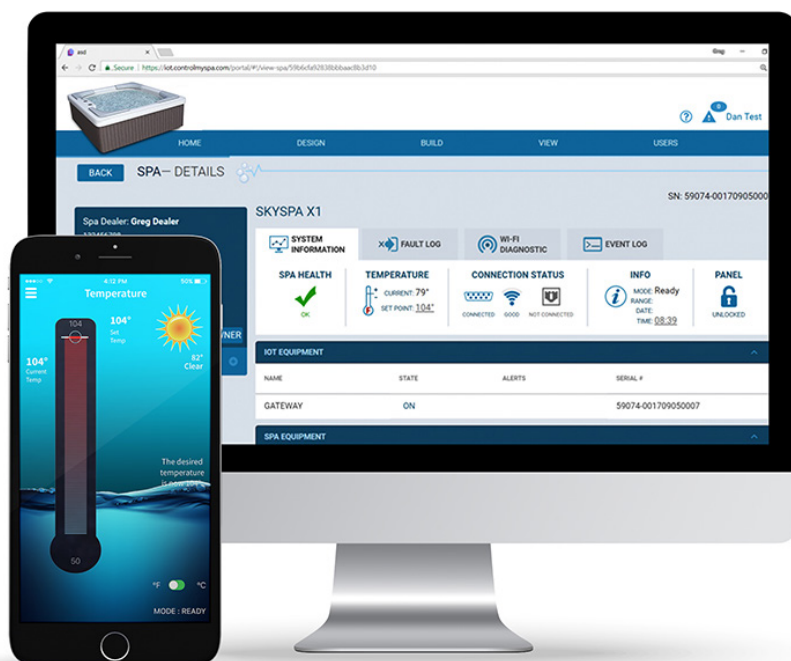 asd
Greg
Secure https://iot.controlmyspa.com/portal/#!/view-spa/59b6cfa92838bbbaac8b3d10
0
Dan Test
HOME DESIGN BUILD VIEW USERS
BACK SPA— DETAILS
SN: 59074-00170905000
Spa Dealer: Greg Dealer
SKYSPA X1
SYSTEM INFORMATION
FAULT LOG
WI-FI DIAGNOSTIC
EVENT LOG
SPA HEALTH
OK
TEMPERATURE
CURRENT: 79°
SET POINT: 104°
F
CONNECTION STATUS
CONNECTED GOOD NOT CONNECTED
INFO
MODE: Ready
RANGE:
DATE:
TIME: 08:39
PANEL
UNLOCKED
IOT EQUIPMENT
NAME STATE ALERTS SERIAL #
GATEWAY ON 59074-001709050007
SPA EQUIPMENT
4:12 PM 50%
Temperature
104
104°
Set
Temp
104°
Current
Temp
82°
Clear
The desired
temperature
is now
50
°F °C
MODE : READY